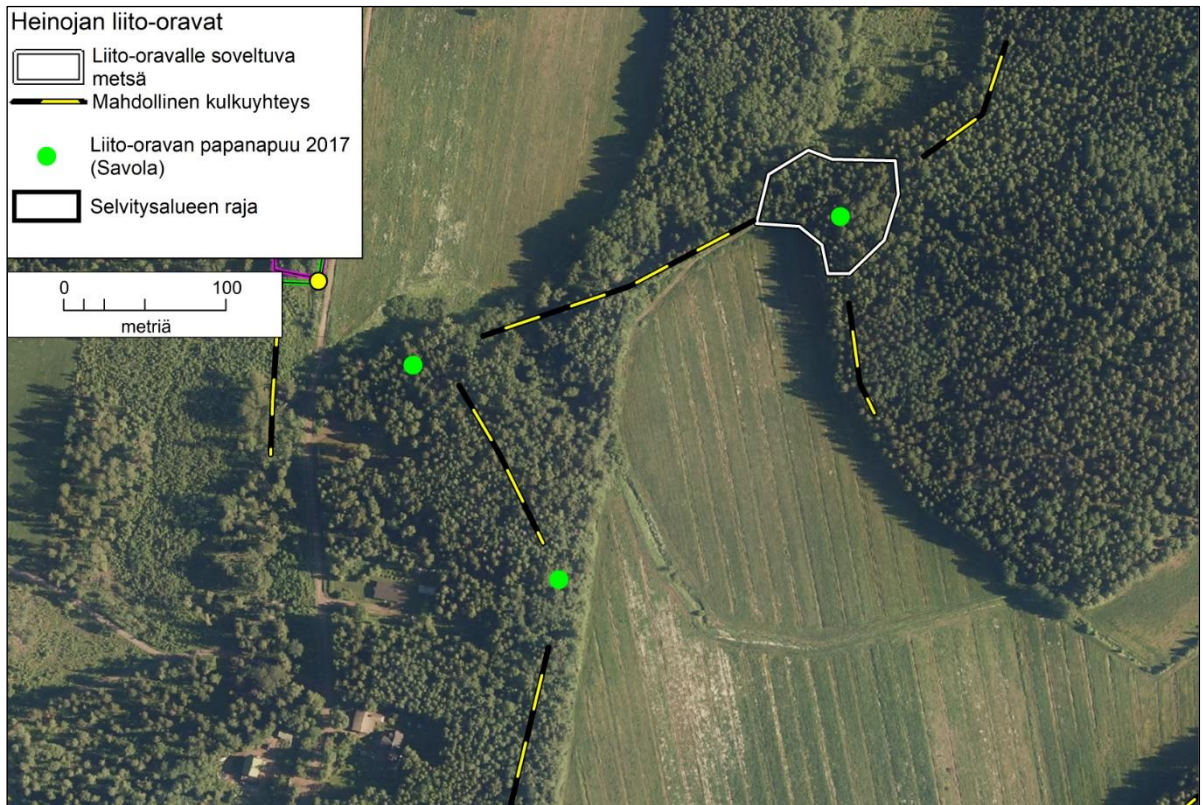 Heinojan liito-oravat
Liito-oravalle soveltuva
metsä
Mahdollinen kulkuyhteys
Liito-oravan papanapuu 2017
(Savola)
Selvitysalueen raja
0 100
metriä